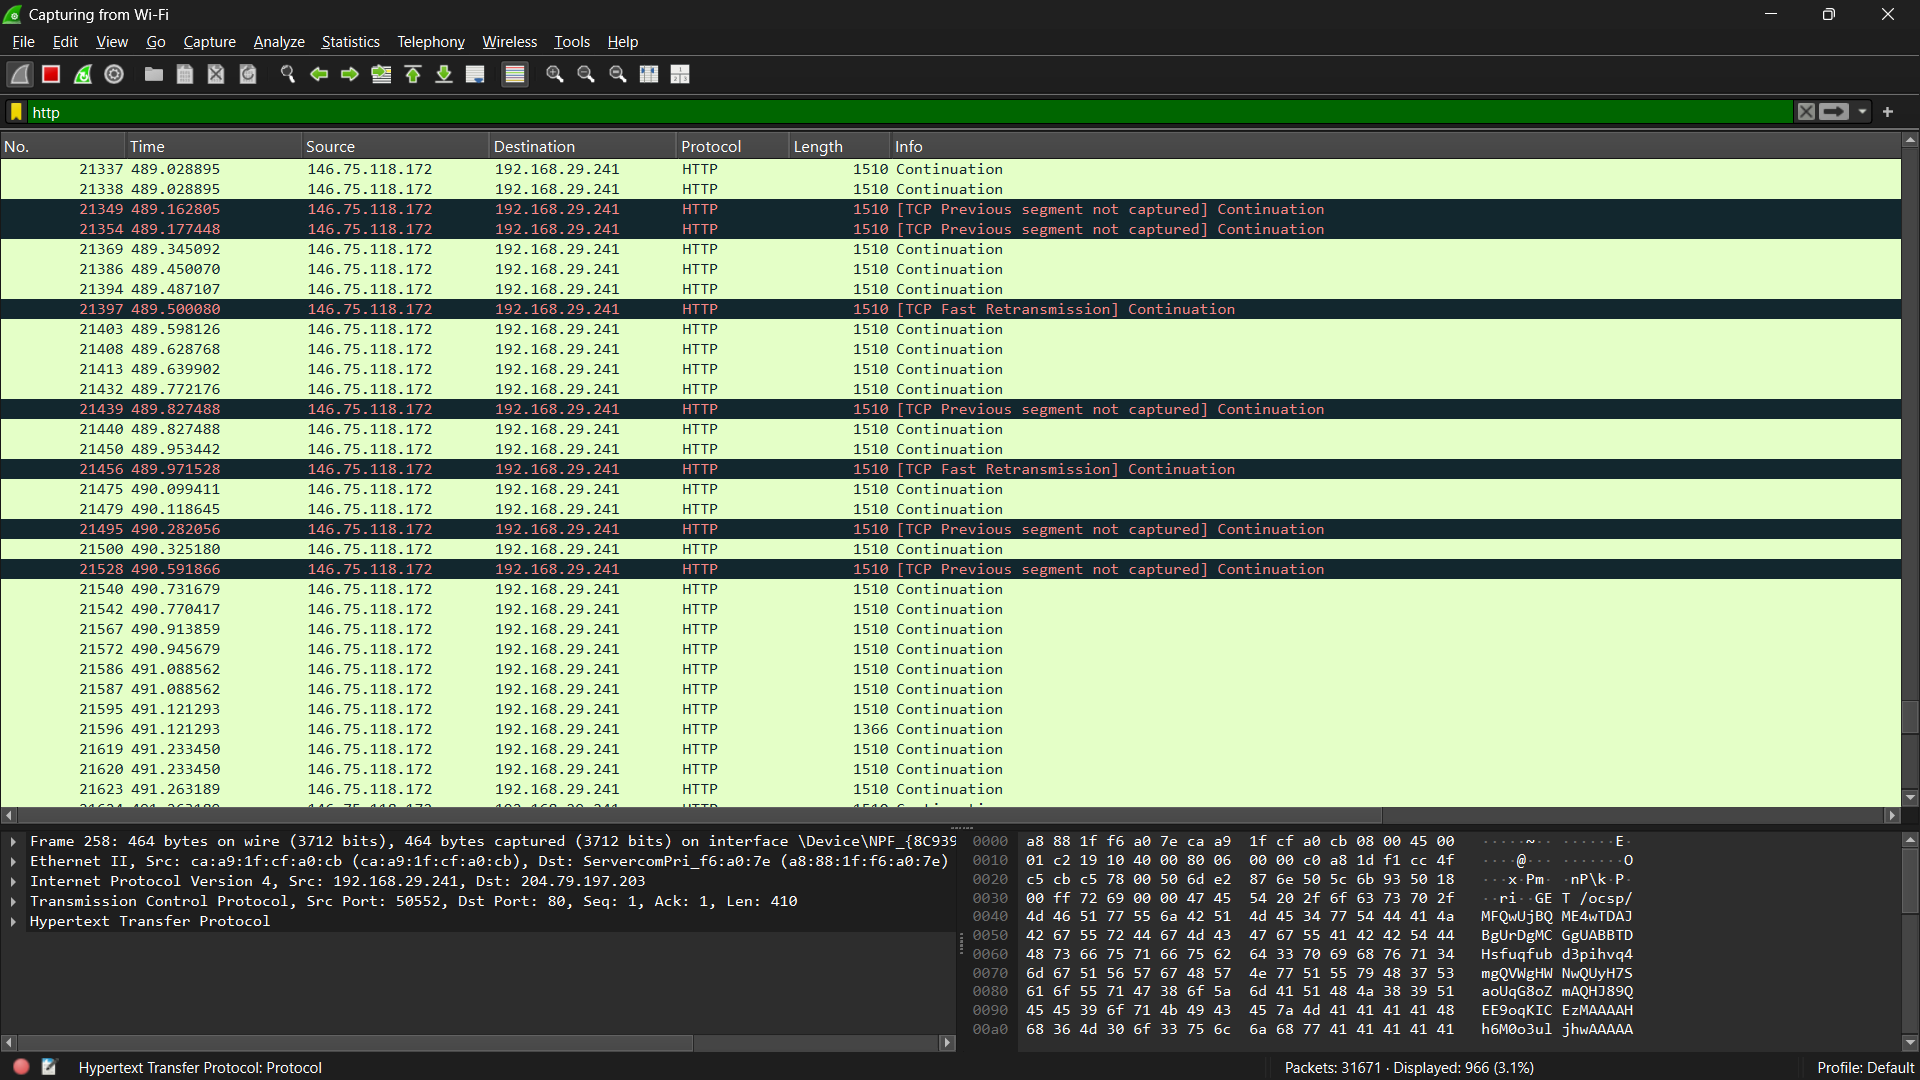 Capturing from Wi-Fi
File Edit View Go Capture Analyze Statistics Telephony Wireless Tools Help
http
No. Time Source Destination Protocol Length Info
21337 489.028895 146.75.118.172 192.168.29.241 HTTP 1510 Continuation
21338 489.028895 146.75.118.172 192.168.29.241 HTTP 1510 Continuation
21349 489.162805 146.75.118.172 192.168.29.241 HTTP 1510 [TCP Previous segment not captured] Continuation
21354 489.177448 146.75.118.172 192.168.29.241 HTTP 1510 [TCP Previous segment not captured] Continuation
21369 489.345092 146.75.118.172 192.168.29.241 HTTP 1510 Continuation
21386 489.450070 146.75.118.172 192.168.29.241 HTTP 1510 Continuation
21394 489.487107 146.75.118.172 192.168.29.241 HTTP 1510 Continuation
21397 489.500080 146.75.118.172 192.168.29.241 HTTP 1510 [TCP Fast Retransmission] Continuation
21403 489.598126 146.75.118.172 192.168.29.241 HTTP 1510 Continuation
21408 489.628768 146.75.118.172 192.168.29.241 HTTP 1510 Continuation
21413 489.639902 146.75.118.172 192.168.29.241 HTTP 1510 Continuation
21432 489.772176 146.75.118.172 192.168.29.241 HTTP 1510 Continuation
21439 489.827488 146.75.118.172 192.168.29.241 HTTP 1510 [TCP Previous segment not captured] Continuation
21440 489.827488 146.75.118.172 192.168.29.241 HTTP 1510 Continuation
21450 489.953442 146.75.118.172 192.168.29.241 HTTP 1510 Continuation
21456 489.971528 146.75.118.172 192.168.29.241 HTTP 1510 [TCP Fast Retransmission] Continuation
21475 490.099411 146.75.118.172 192.168.29.241 HTTP 1510 Continuation
21479 490.118645 146.75.118.172 192.168.29.241 HTTP 1510 Continuation
21495 490.282056 146.75.118.172 192.168.29.241 HTTP 1510 [TCP Previous segment not captured] Continuation
21500 490.325180 146.75.118.172 192.168.29.241 HTTP 1510 Continuation
21528 490.591866 146.75.118.172 192.168.29.241 HTTP 1510 [TCP Previous segment not captured] Continuation
21540 490.731679 146.75.118.172 192.168.29.241 HTTP 1510 Continuation
21542 490.770417 146.75.118.172 192.168.29.241 HTTP 1510 Continuation
21567 490.913859 146.75.118.172 192.168.29.241 HTTP 1510 Continuation
21572 490.945679 146.75.118.172 192.168.29.241 HTTP 1510 Continuation
21586 491.088562 146.75.118.172 192.168.29.241 HTTP 1510 Continuation
21587 491.088562 146.75.118.172 192.168.29.241 HTTP 1510 Continuation
21595 491.121293 146.75.118.172 192.168.29.241 HTTP 1510 Continuation
21596 491.121293 146.75.118.172 192.168.29.241 HTTP 1366 Continuation
21619 491.233450 146.75.118.172 192.168.29.241 HTTP 1510 Continuation
21620 491.233450 146.75.118.172 192.168.29.241 HTTP 1510 Continuation
21623 491.263189 146.75.118.172 192.168.29.241 HTTP 1510 Continuation
Frame 258: 464 bytes on wire (3712 bits), 464 bytes captured (3712 bits) on interface \Device\NPF_{8C939
Ethernet II, Src: ca:a9:1f:cf:a0:cb (ca:a9:1f:cf:a0:cb), Dst: ServercomPri_f6:a0:7e (a8:88:1f:f6:a0:7e)
Internet Protocol Version 4, Src: 192.168.29.241, Dst: 204.79.197.203
Transmission Control Protocol, Src Port: 50552, Dst Port: 80, Seq: 1, Ack: 1, Len: 410
Hypertext Transfer Protocol
0000 a8 88 1f f6 a0 7e ca a9 1f cf a0 cb 08 00 45 00 ·····~·· ······E·
0010 01 c2 19 10 40 00 80 06 00 00 c0 a8 1d f1 cc 4f ····@··· ·······O
0020 c5 cb c5 78 00 50 6d e2 87 6e 50 5c 6b 93 50 18 ···x·Pm· ·nP\k·P·
0030 00 ff 72 69 00 00 47 45 54 20 2f 6f 63 73 70 2f ··ri··GE T /ocsp/
0040 4d 46 51 77 55 6a 42 51 4d 45 34 77 54 44 41 4a MFQwUjBQ ME4wTDAJ
0050 42 67 55 72 44 67 4d 43 47 67 55 41 42 42 54 44 BgUrDgMC GgUABBTD
0060 48 73 66 75 71 66 75 62 64 33 70 69 68 76 71 34 Hsfuqfub d3pihvq4
0070 6d 67 51 56 57 67 48 57 4e 77 51 55 79 48 37 53 mgQVWgHW NwQUyH7S
0080 61 6f 55 71 47 38 6f 5a 6d 41 51 48 4a 38 39 51 aoUqG8oZ mAQHJ89Q
0090 45 45 39 6f 71 4b 49 43 45 7a 4d 41 41 41 41 48 EE9oqKIC EzMAAAAH
00a0 68 36 4d 30 6f 33 75 6c 6a 68 77 41 41 41 41 41 h6M0o3ul jhwAAAAA
Hypertext Transfer Protocol: Protocol
Packets: 31671 · Displayed: 966 (3.1%)
Profile: Default